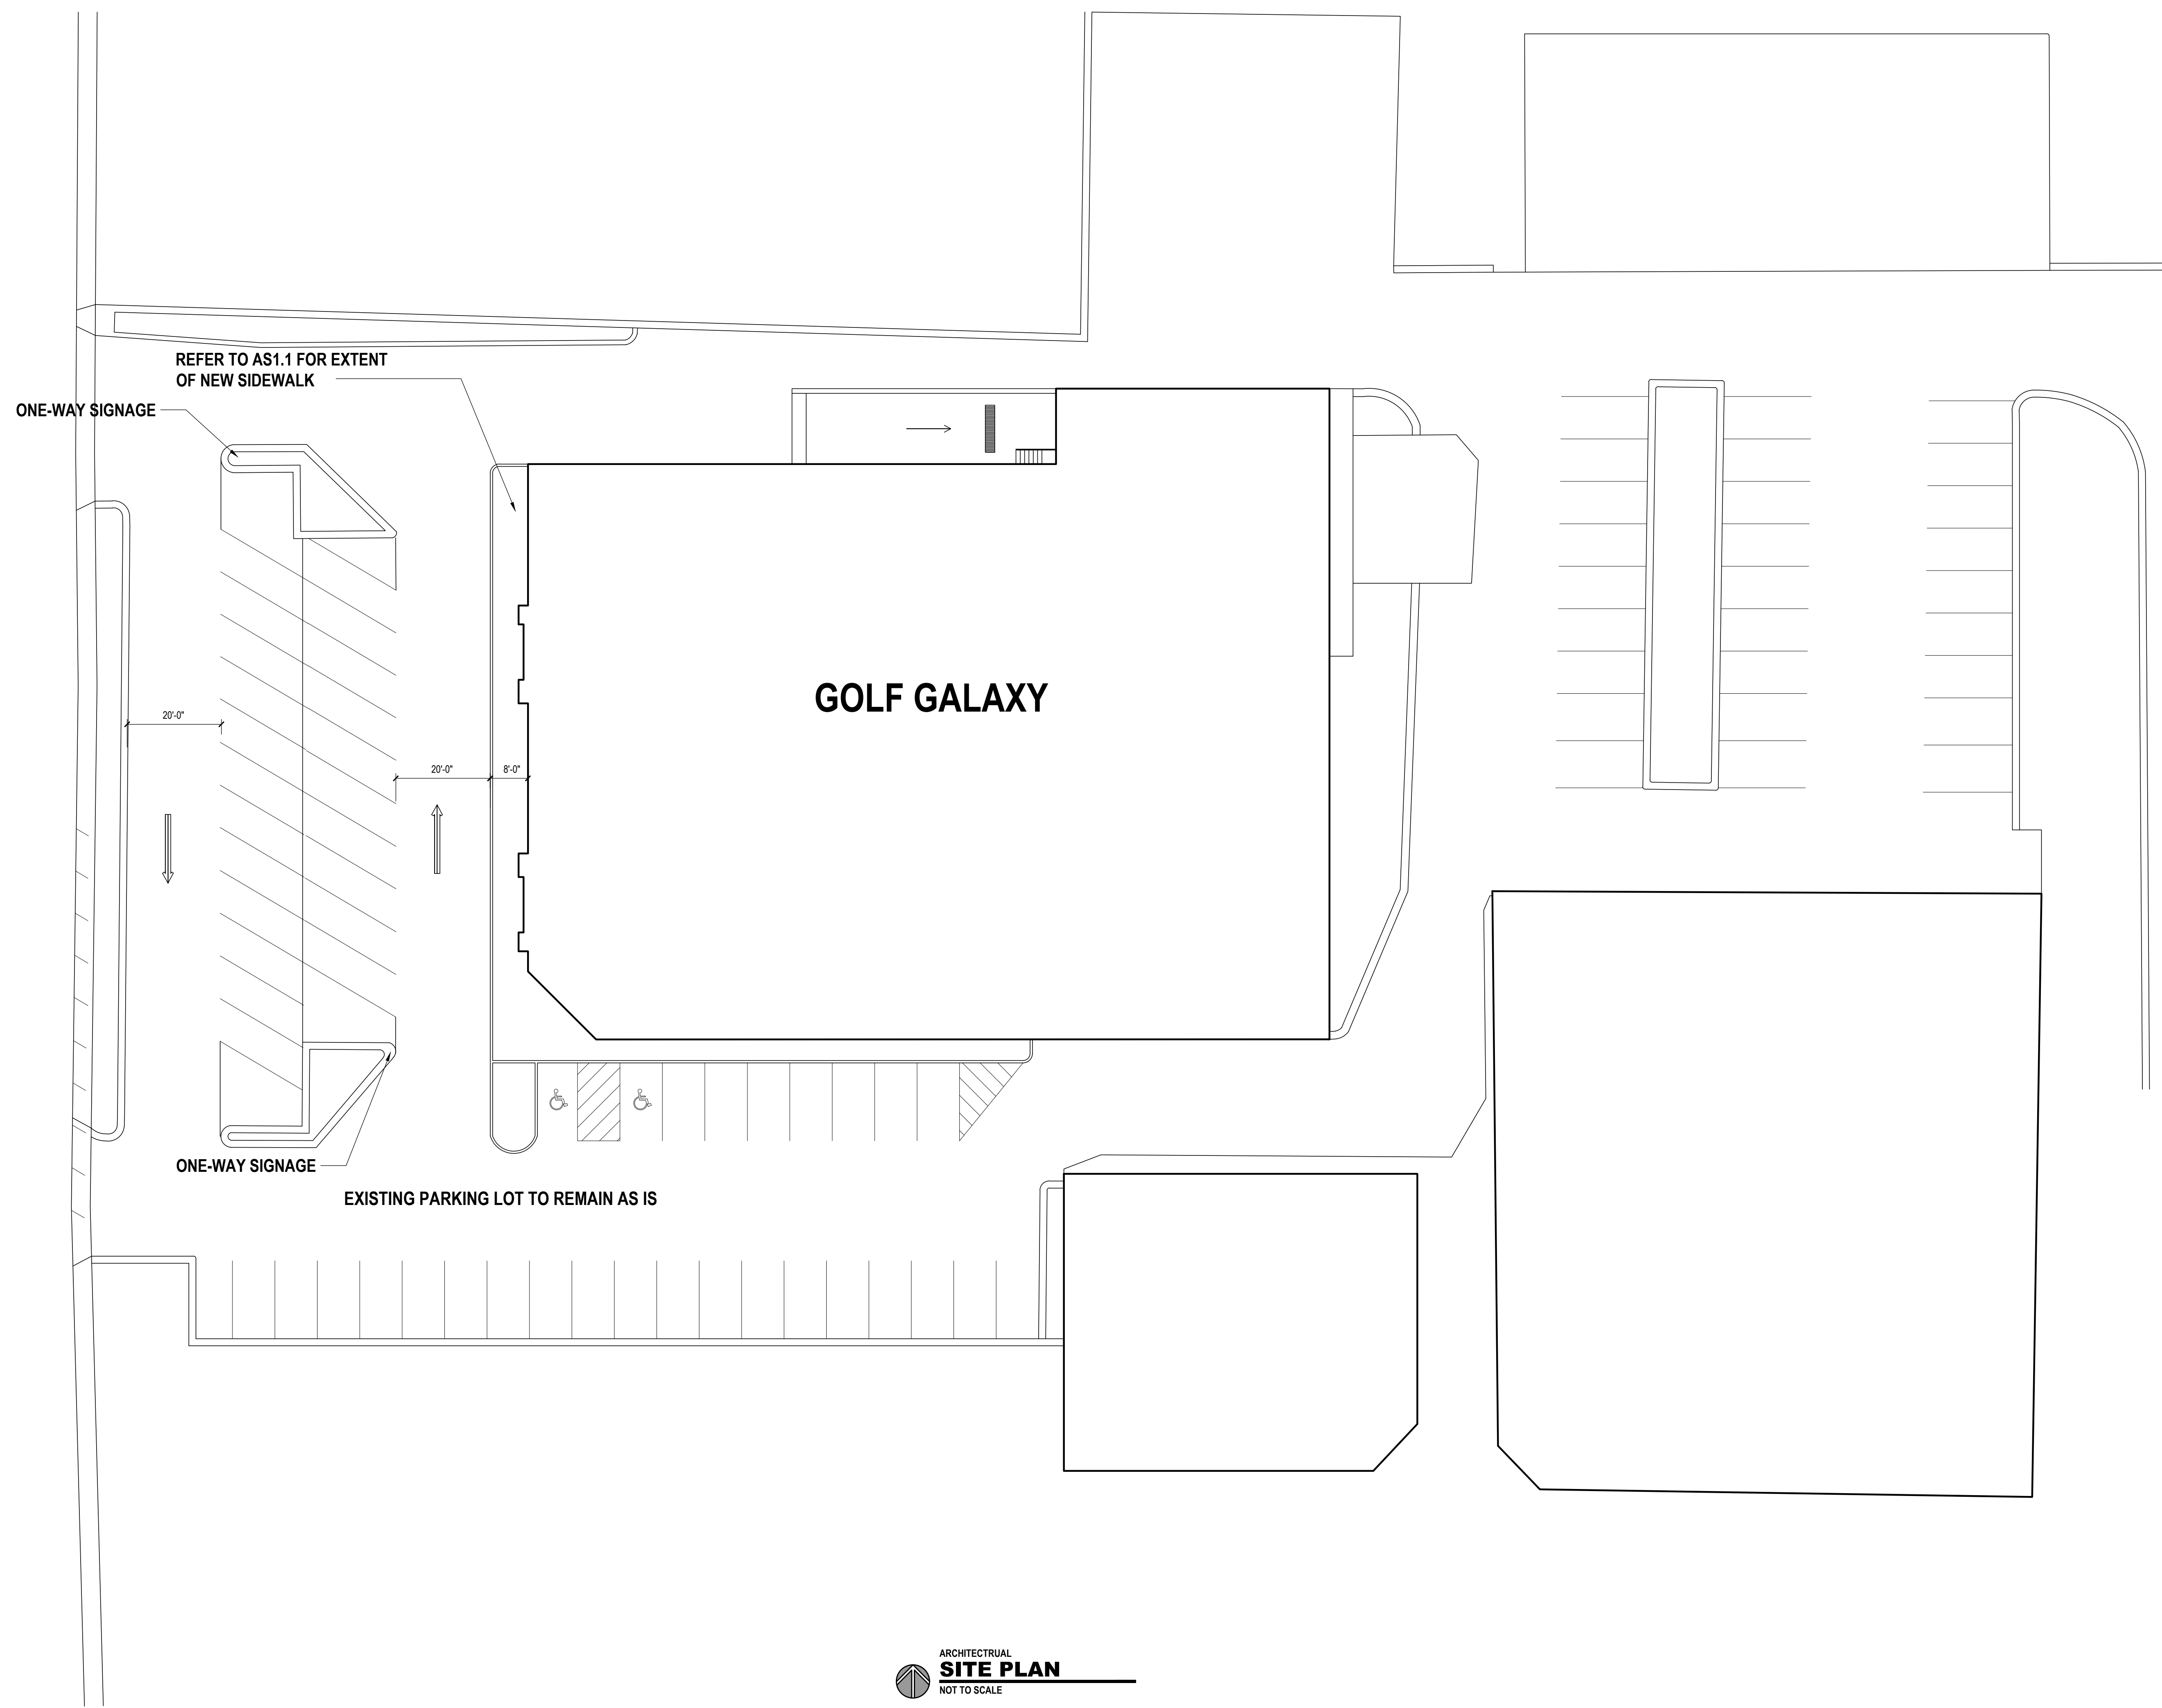 REFER TO AS1.1 FOR EXTENT
OF NEW SIDEWALK
ONE-WAY SIGNAGE
GOLF GALAXY
20'-0"
20'-0"
8'-0"
ONE-WAY SIGNAGE
EXISTING PARKING LOT TO REMAIN AS IS
ARCHITECTRUAL
SITE PLAN
NOT TO SCALE